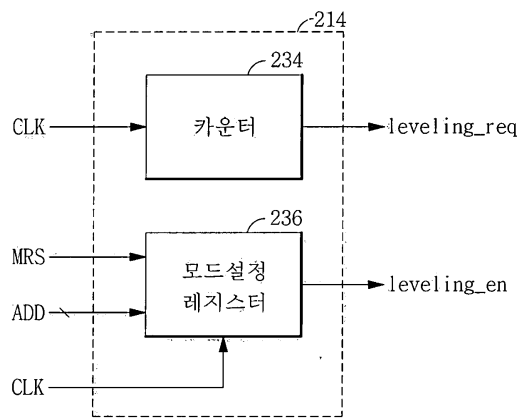 214
234
CLK
카운터
leveling_req
236
MRS
모드설정
레지스터
leveling_en
ADD
CLK